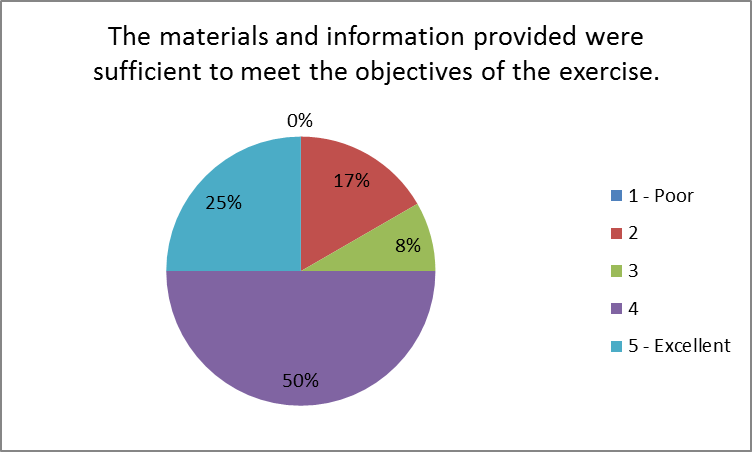 The materials and information provided were
sufficient to meet the objectives of the exercise.
0%
17%
25%
8%
50%
1 - Poor
2
3
4
5 - Excellent